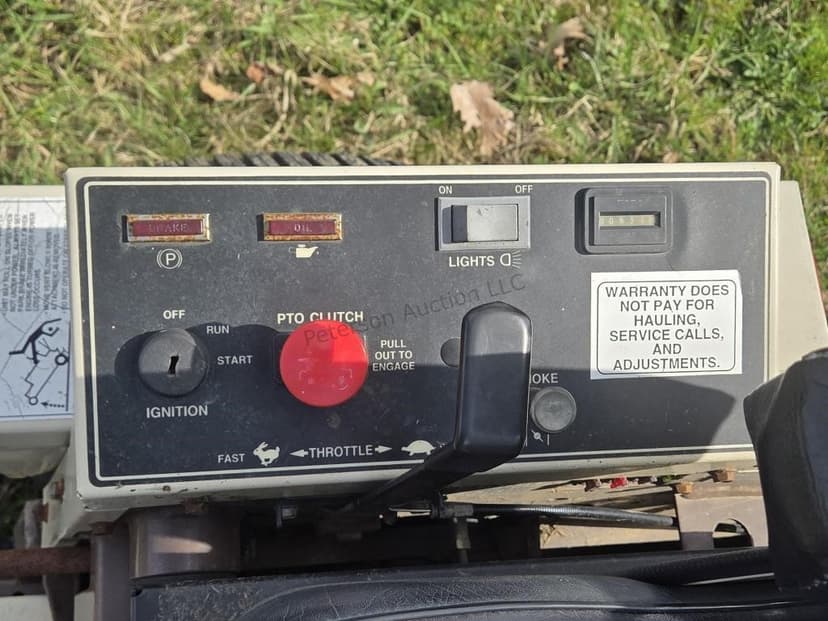 ON
OFF
BRAKE
OIL
P
LIGHTS
WARRANTY DOES
NOT PAY FOR
HAULING,
SERVICE CALLS,
AND
ADJUSTMENTS.
OFF
RUN
START
IGNITION
PTO CLUTCH
PULL
OUT TO
ENGAGE
Peterson Auction LLC
OKE
FAST
THROTTLE